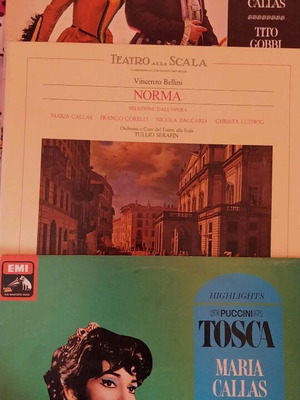 CALLAS
TITO
GOBBI
TEATRO ALLA SCALA
Vincenzo Bellini
NORMA
SELEZIONE DALL'OPERA
MARIA CALLAS FRANCO CORELLI NICOLA ZACCARIA CHRISTA LUDWIG
Orchestra e Coro del Teatro alla Scala
TULLIO SERAFIN
EMI
HIGHLIGHTS
PUCCINI
TOSCA
MARIA
CALLAS